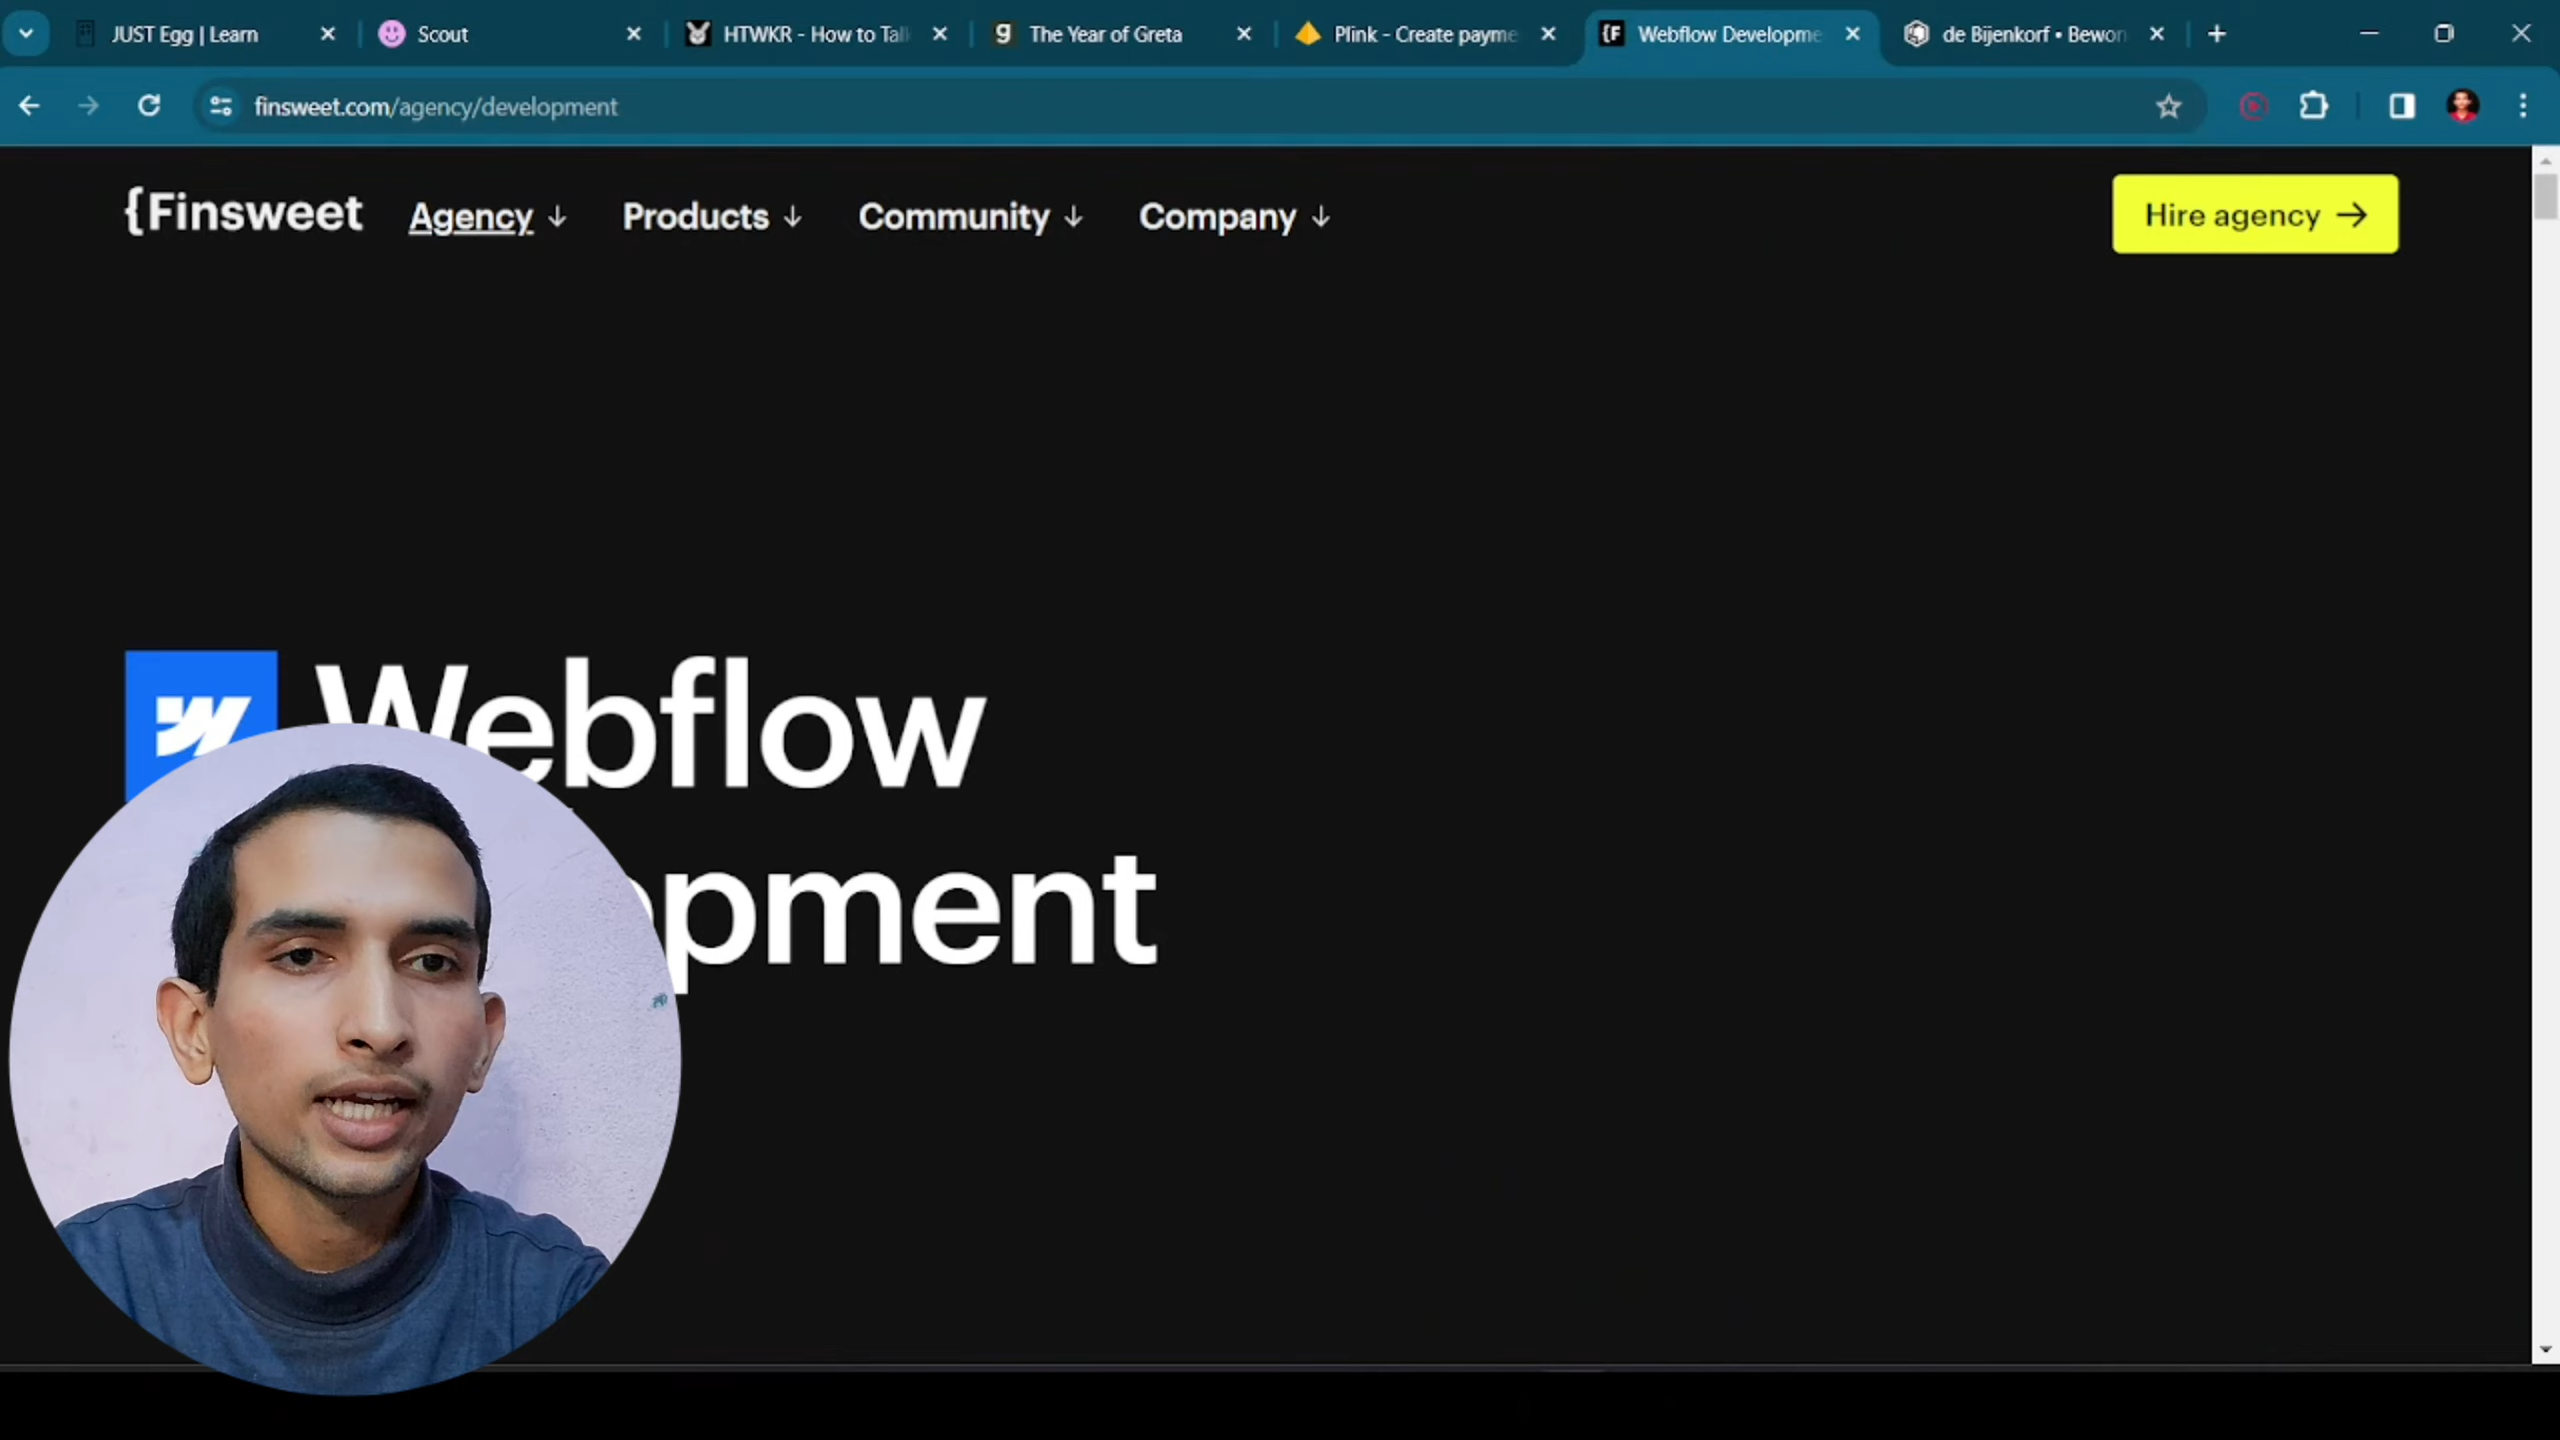 JUST Egg | Learn
Scout
HTWKR - How to Tal
The Year of Greta
Plink - Create payme
Webflow Developme
de Bijenkorf • Bewon
finsweet.com/agency/development
{Finsweet
Agency ↓
Products ↓
Community ↓
Company ↓
Hire agency →
Webflow
opment